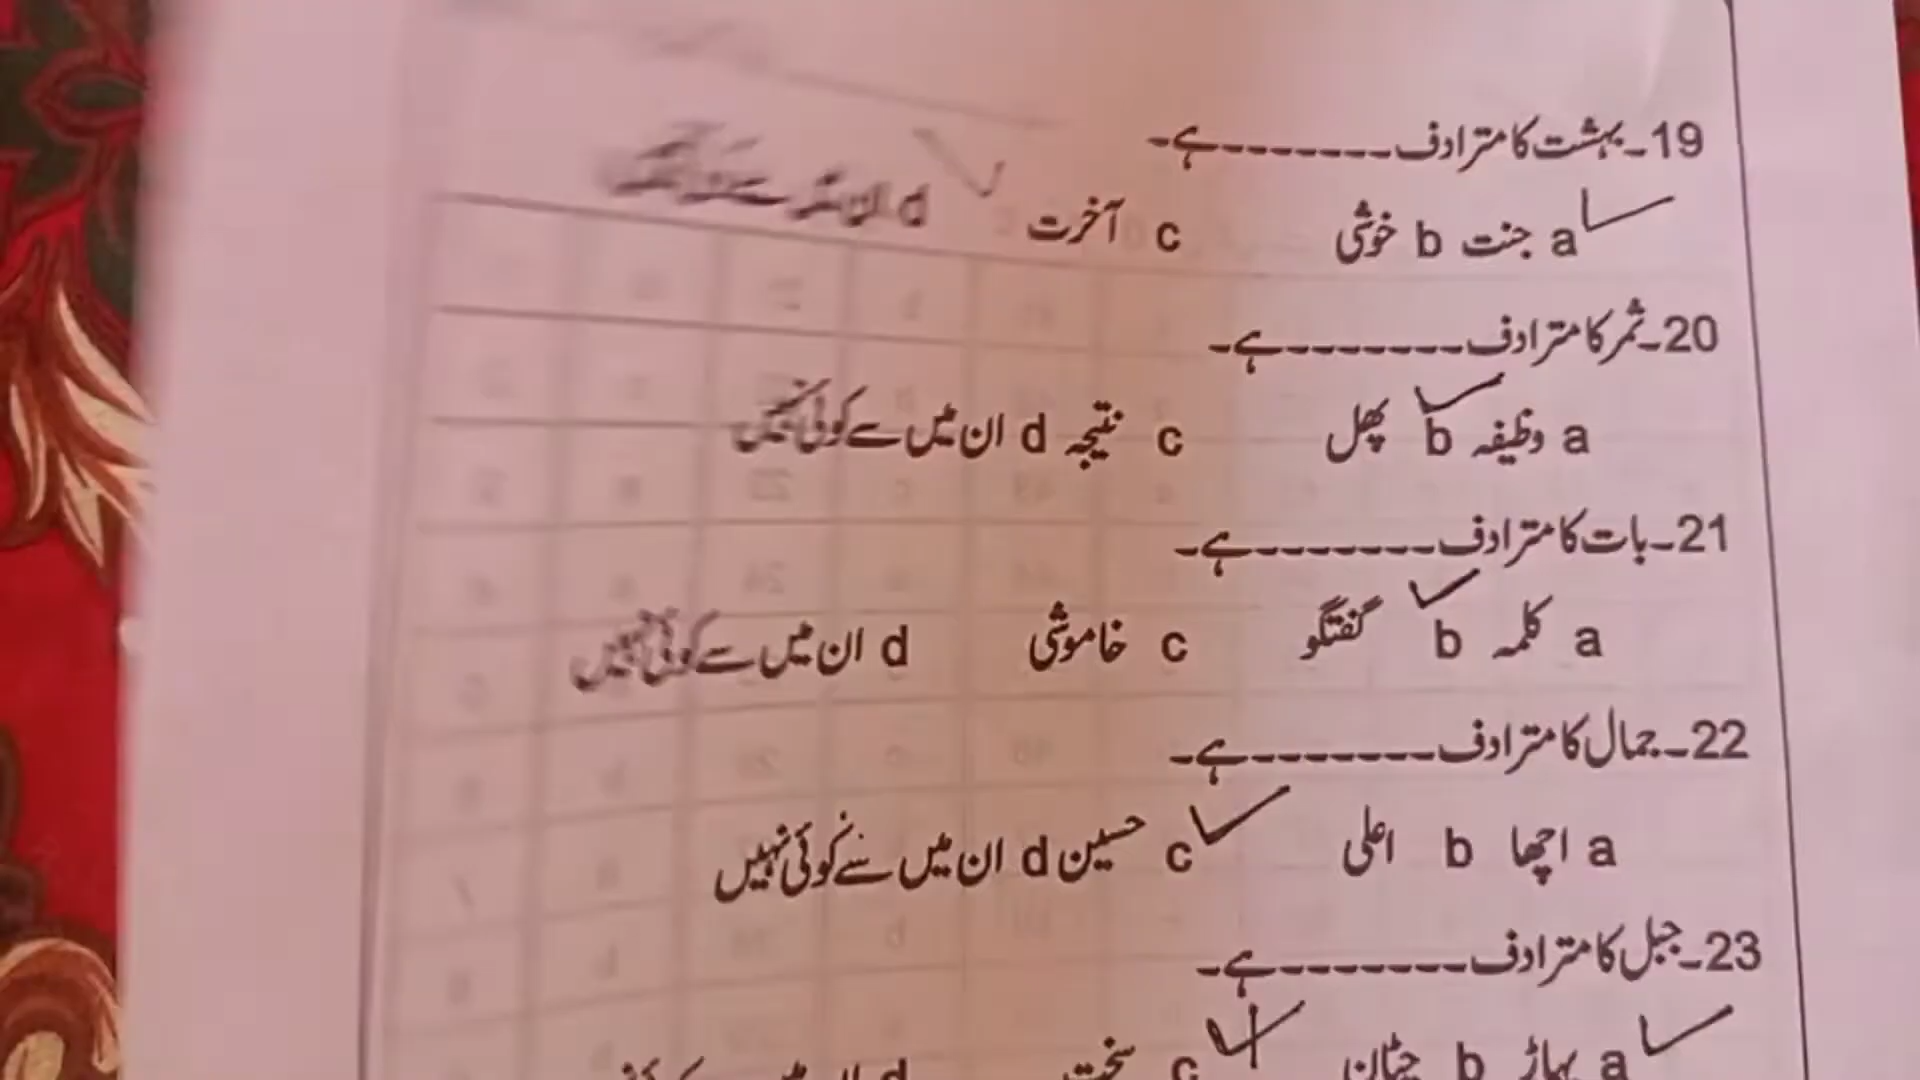 19۔بہشت کا مترادف۔۔۔۔۔۔۔ہے۔
a جنت b خوشی c آخرت d ان
20۔ثمر کا مترادف۔۔۔۔۔۔۔ہے۔
a وظیفہ b پھل c نتیجہ d ان میں سے کوئی نہیں
21۔بات کا مترادف۔۔۔۔۔۔۔ہے۔
a کلمہ b گفتگو c خاموشی d ان میں سے کوئی نہیں
22۔جمال کا مترادف۔۔۔۔۔۔۔ہے۔
a اچھا b اعلی c حسین d ان میں سے کوئی نہیں
23۔جبل کا مترادف۔۔۔۔۔۔۔ہے۔
a پہاڑ b چٹان c سخت d